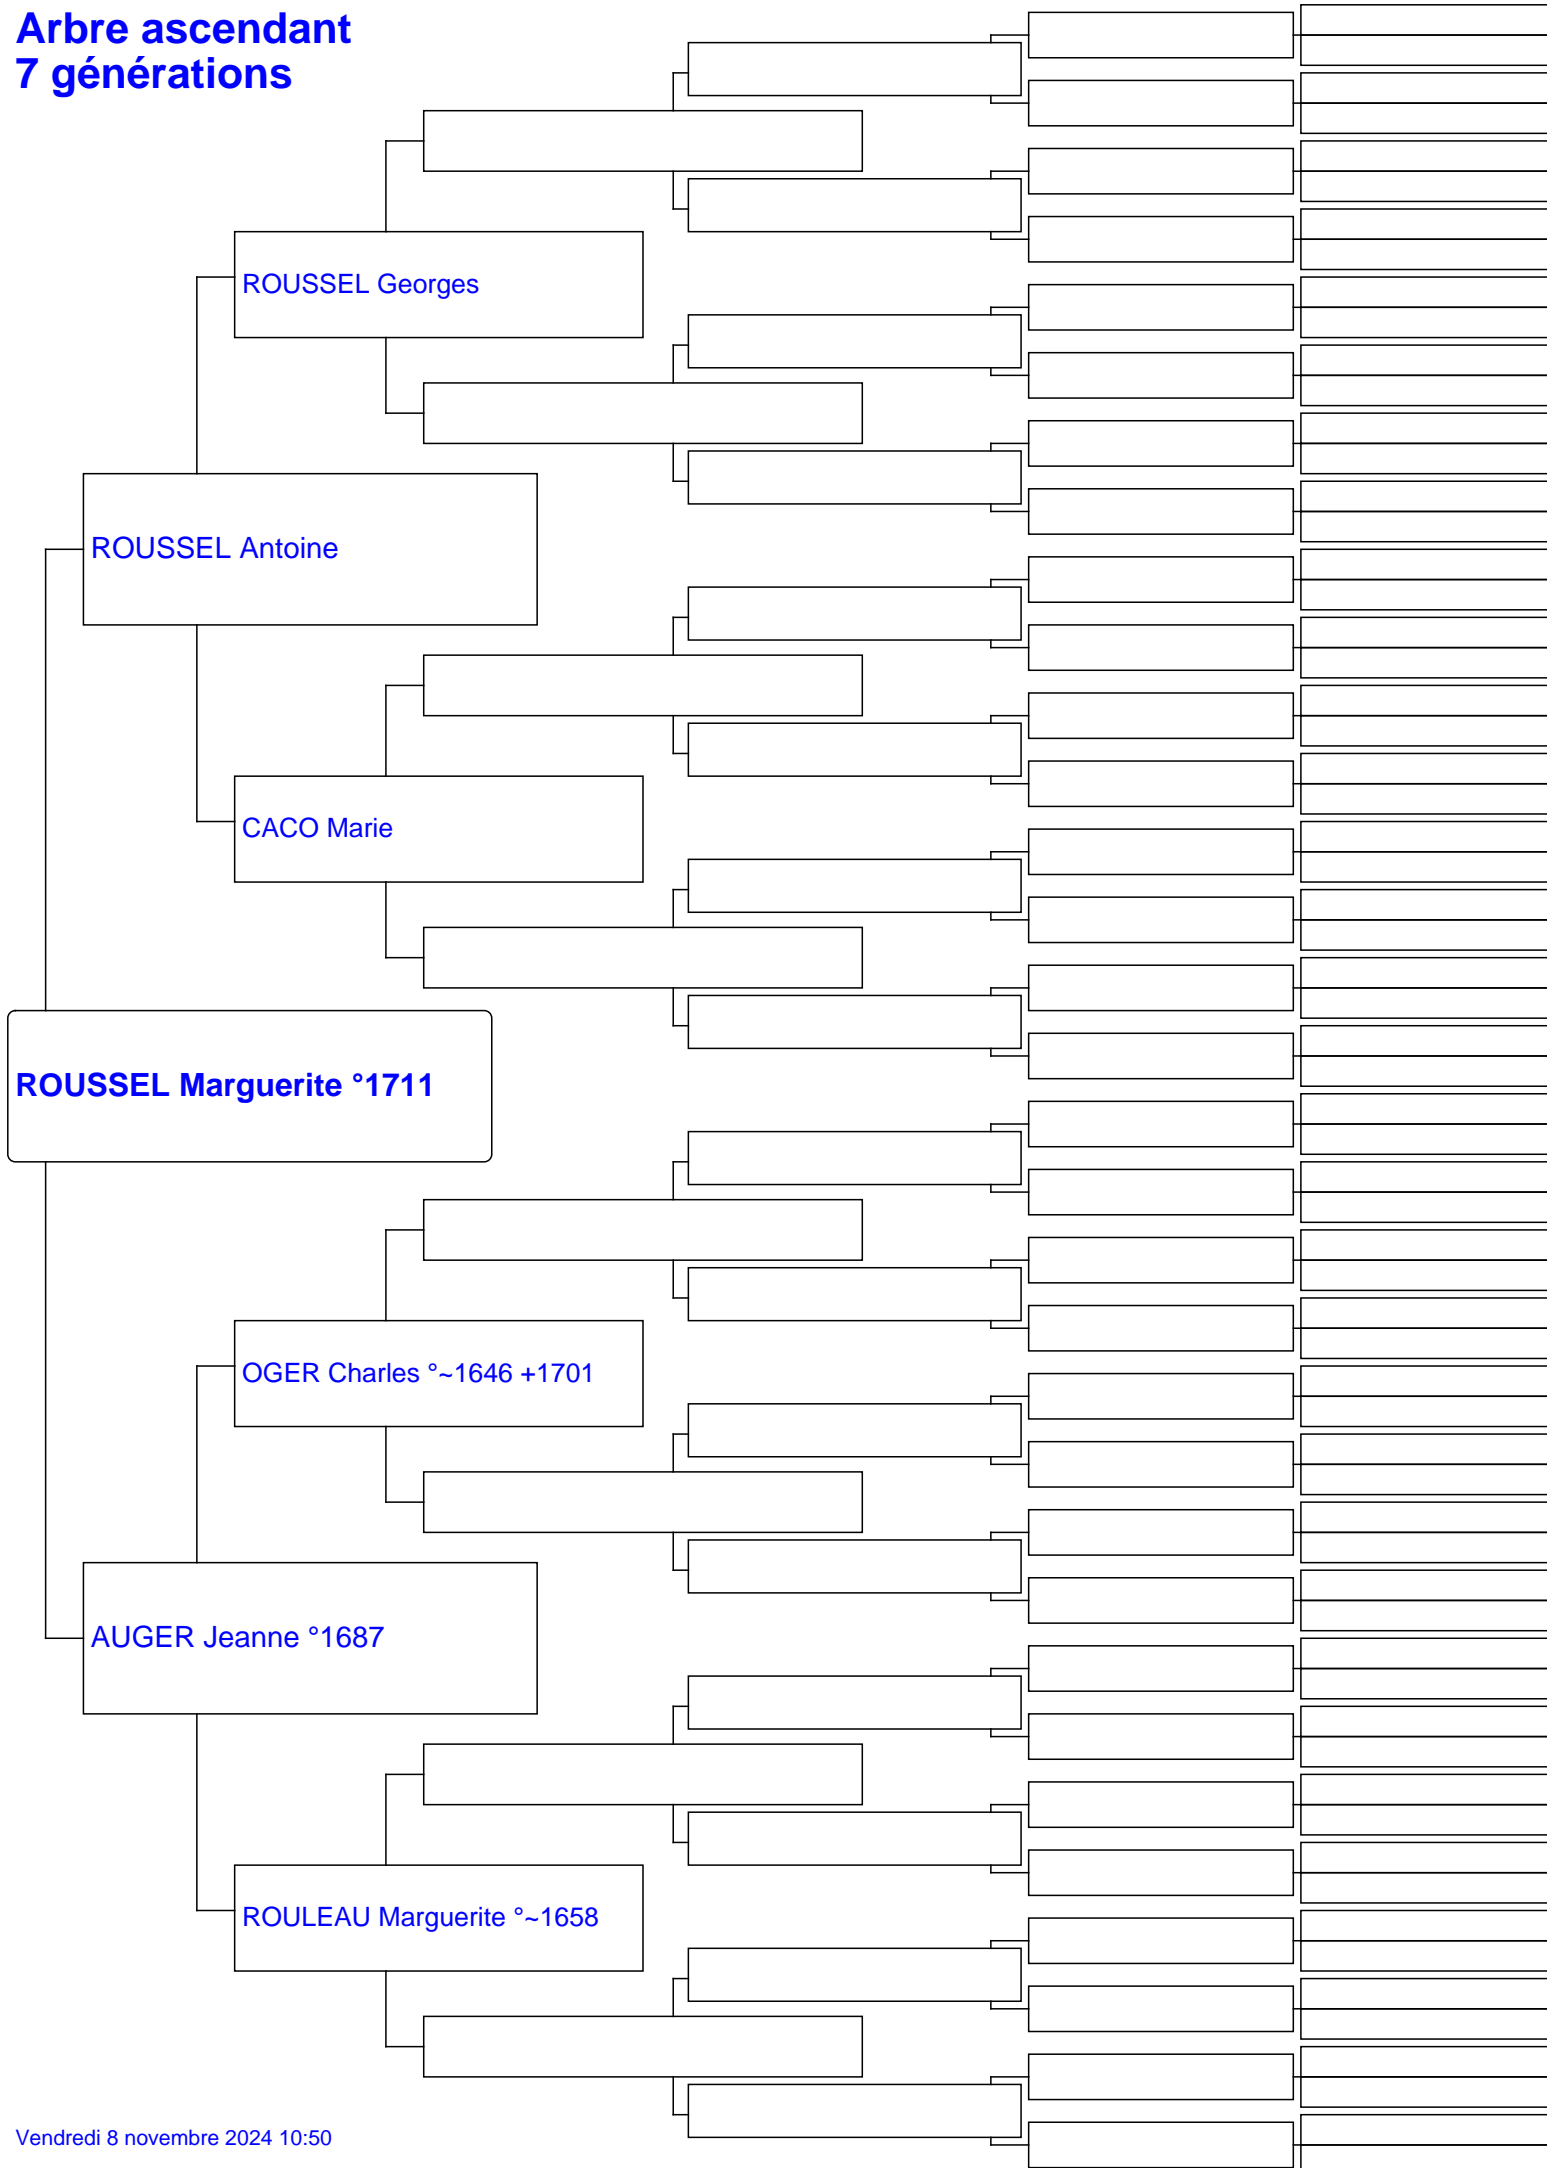 Arbre ascendant
7 générations
ROUSSEL Georges
ROUSSEL Antoine
CACO Marie
ROUSSEL Marguerite °1711
OGER Charles °~1646 +1701
AUGER Jeanne °1687
ROULEAU Marguerite °~1658
Vendredi 8 novembre 2024 10:50